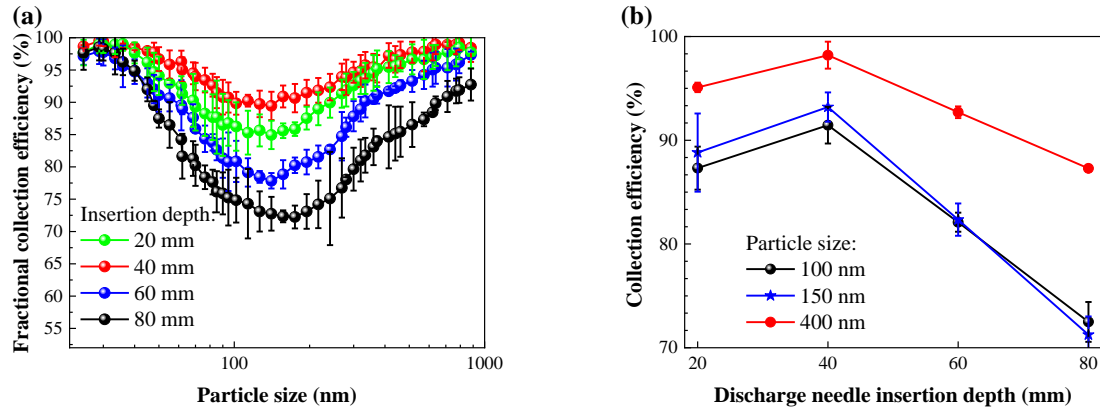 (a)
Fractional collection efficiency (%)
100
95
90
85
80
75
70
65
60
55
Insertion depth:
20 mm
40 mm
60 mm
80 mm
100
1000
Particle size (nm)
(b)
Collection efficiency (%)
100
90
80
70
Particle size:
100 nm
150 nm
400 nm
20
40
60
80
Discharge needle insertion depth (mm)